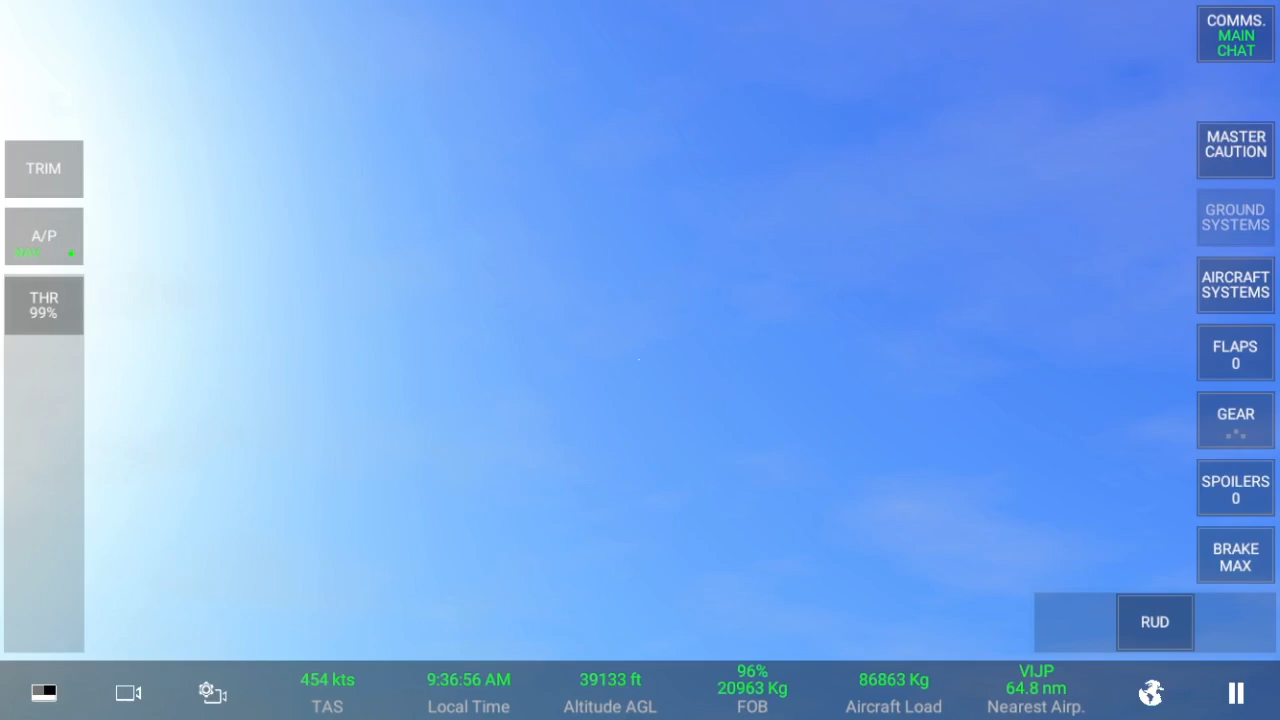 COMMS.
MAIN
CHAT
MASTER
CAUTION
TRIM
GROUND
SYSTEMS
A/P
AIRCRAFT
SYSTEMS
THR
99%
FLAPS
0
GEAR
SPOILERS
0
BRAKE
MAX
RUD
454 kts
TAS
9:36:56 AM
Local Time
39133 ft
Altitude AGL
96%
20963 Kg
FOB
86863 Kg
Aircraft Load
VIJP
64.8 nm
Nearest Airp.